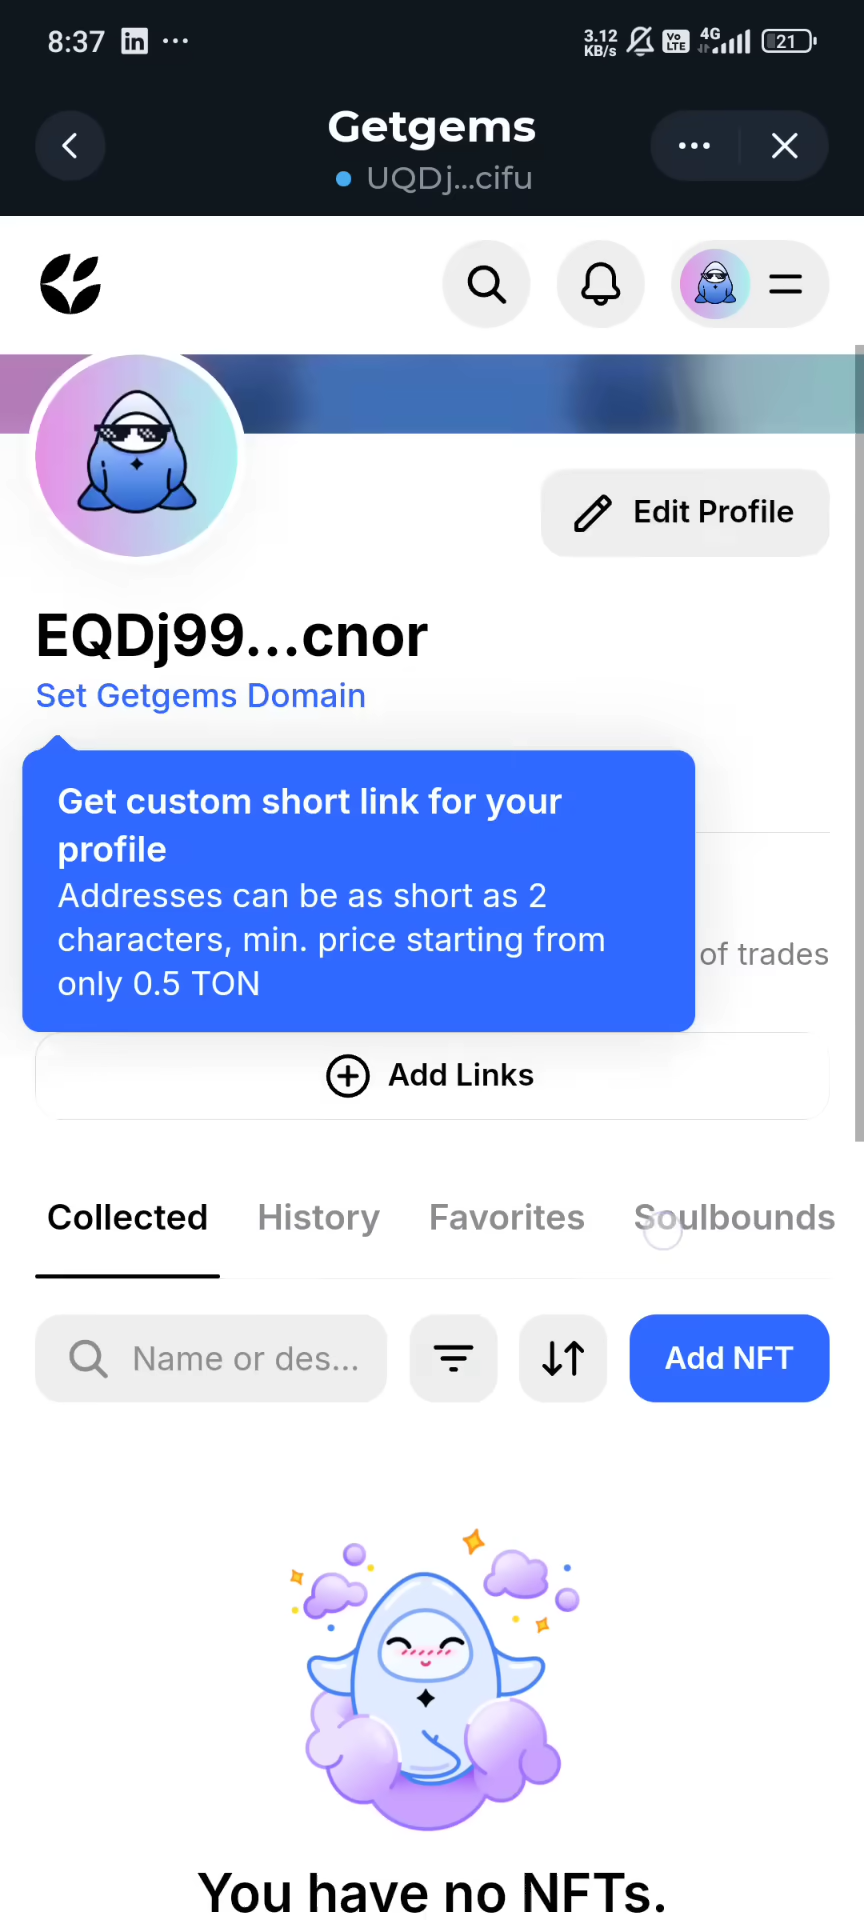 8:37 in ...
3.12 KB/s Vo LTE 4G 21
Getgems
UQDj...cifu
Edit Profile
EQDj99...cnor
Set Getgems Domain
Get custom short link for your
profile
Addresses can be as short as 2
characters, min. price starting from
only 0.5 TON
of trades
Add Links
Collected History Favorites Soulbounds
Name or des... Add NFT
You have no NFTs.